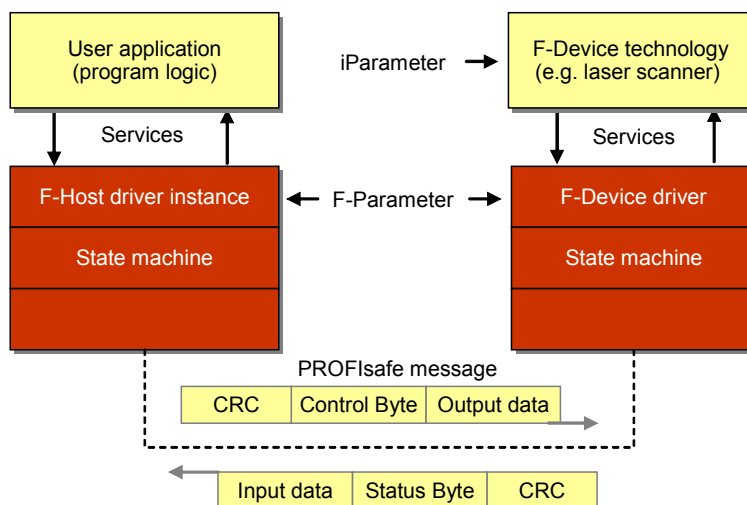 User application
(program logic)
iParameter
F-Device technology
(e.g. laser scanner)
Services
Services
F-Host driver instance
F-Parameter
F-Device driver
State machine
State machine
PROFIsafe message
CRC
Control Byte
Output data
Input data
Status Byte
CRC